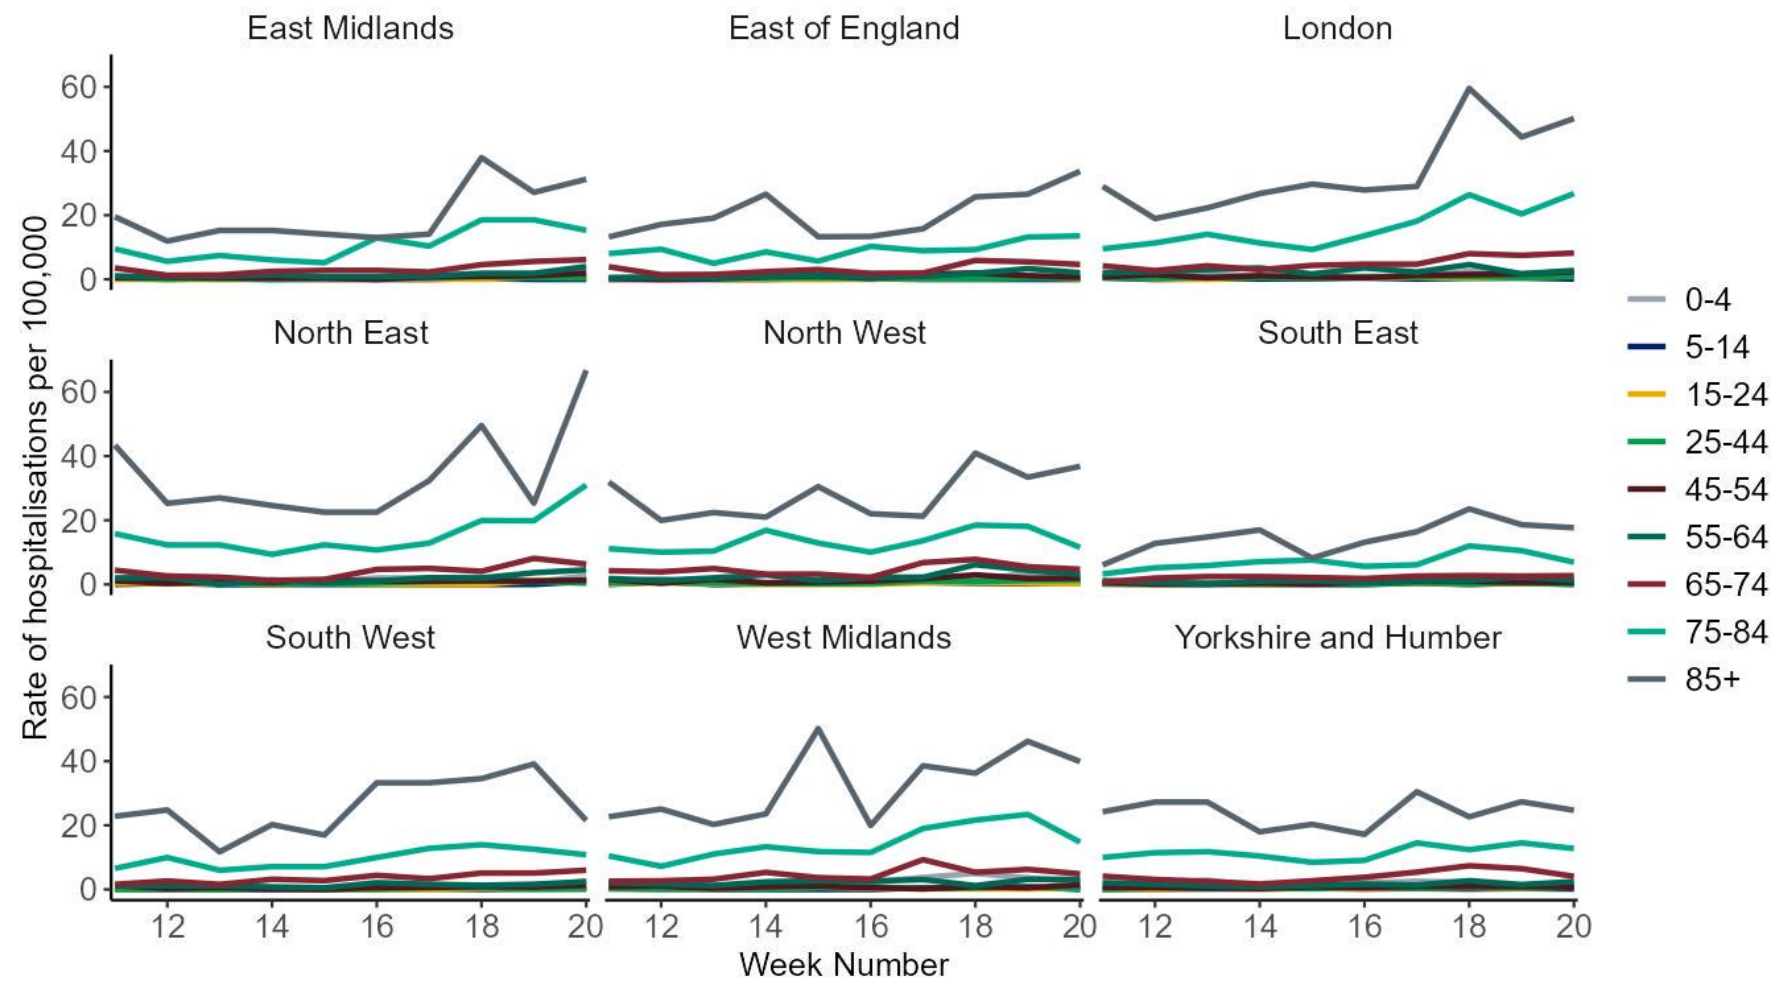 East Midlands
East of England
London
60
40
20
0
North East
North West
South East
60
40
20
0
South West
West Midlands
Yorkshire and Humber
60
40
20
0
12 14 16 18 20 12 14 16 18 20 12 14 16 18 20
Week Number
Rate of hospitalisations per 100,000
0-4
5-14
15-24
25-44
45-54
55-64
65-74
75-84
85+